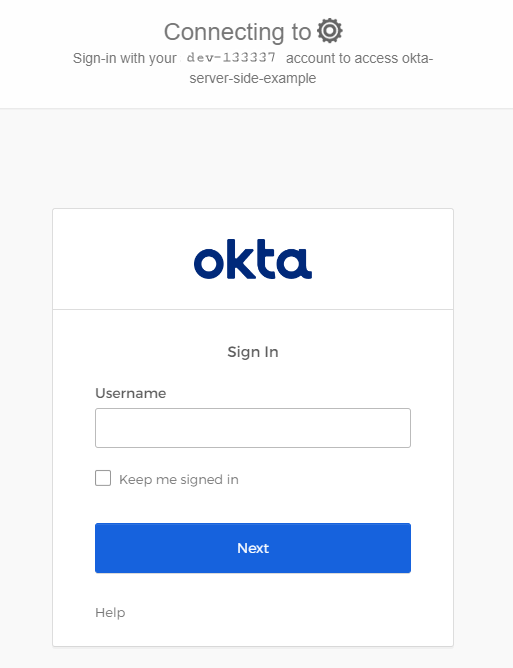 Connecting to
Sign-in with your dev-133337 account to access okta-
server-side-example
okta
Sign In
Username
Keep me signed in
Next
Help